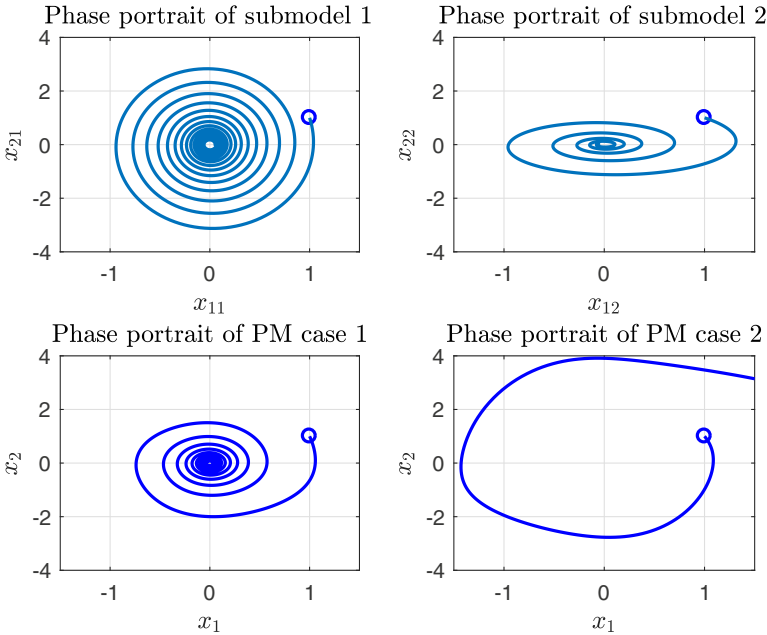 Phase portrait of submodel 1
4
2
0
-2
-4
x21
-1 0 1
x11
Phase portrait of submodel 2
4
2
0
-2
-4
x22
-1 0 1
x12
Phase portrait of PM case 1
4
2
0
-2
-4
x2
-1 0 1
x1
Phase portrait of PM case 2
4
2
0
-2
-4
x2
-1 0 1
x1